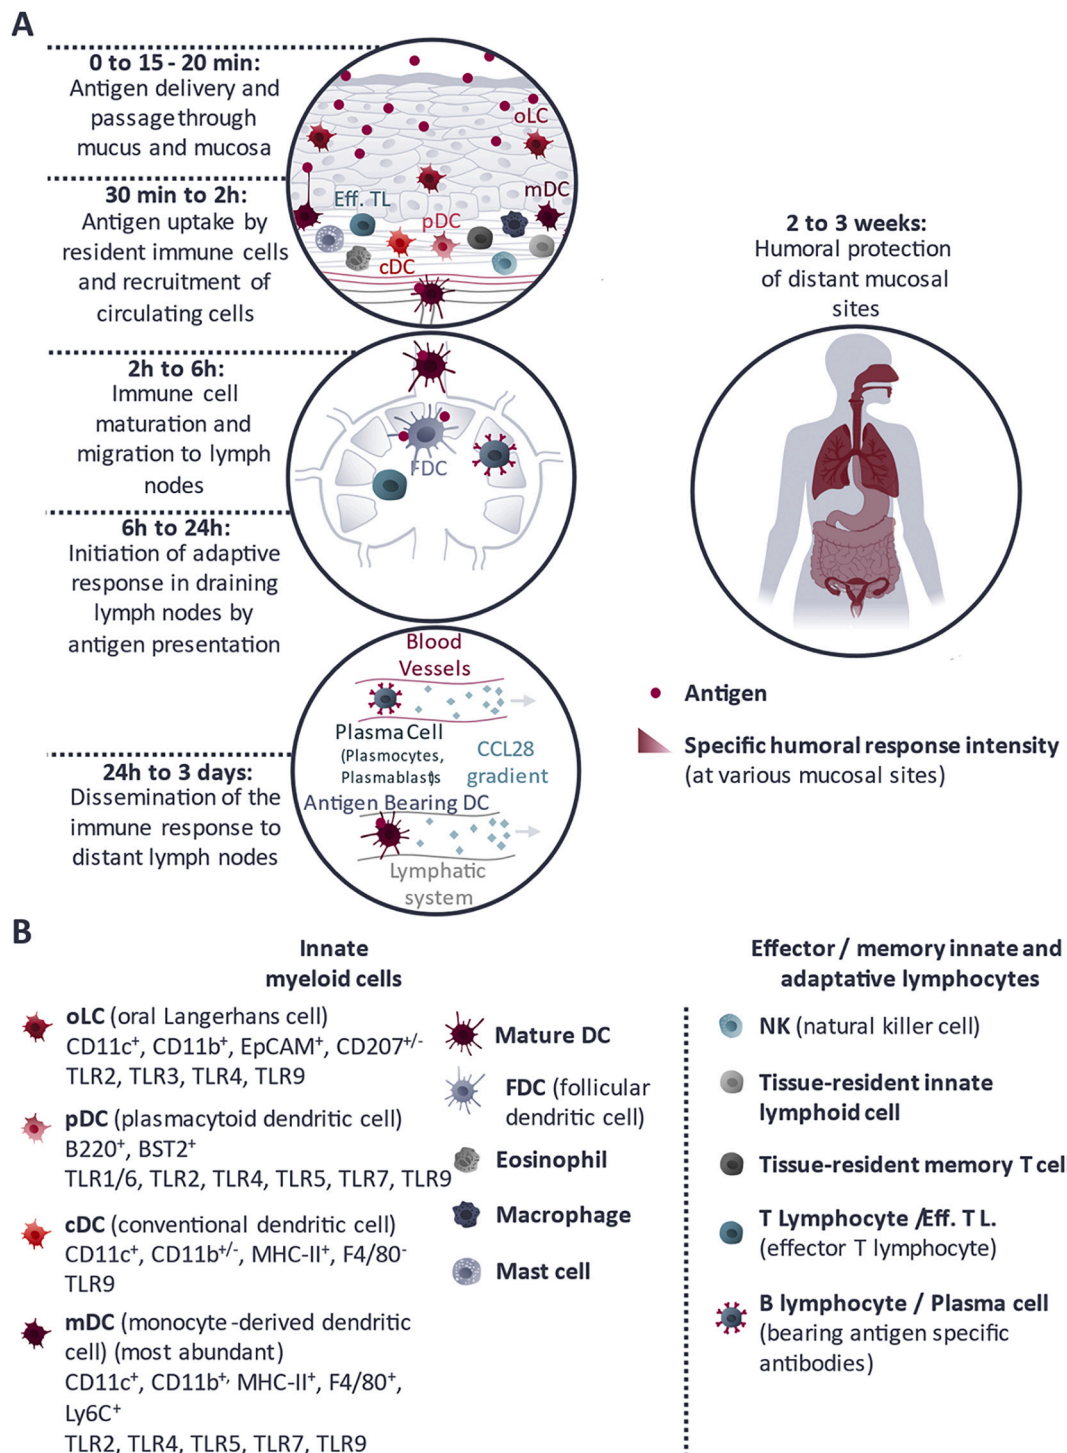 A
0 to 15 - 20 min:
Antigen delivery and
passage through
mucus and mucosa
30 min to 2h:
Antigen uptake by
resident immune cells
and recruitment of
circulating cells
2h to 6h:
Immune cell
maturation and
migration to lymph
nodes
6h to 24h:
Initiation of adaptive
response in draining
lymph nodes by
antigen presentation
24h to 3 days:
Dissemination of the
immune response to
distant lymph nodes
oLC
mDC
Eff. TL
pDC
cDC
FDC
Blood
Vessels
Plasma Cell
(Plasmocytes,
Plasmablasts)
CCL28
gradient
Antigen Bearing DC
Lymphatic
system
2 to 3 weeks:
Humoral protection
of distant mucosal
sites
Antigen
Specific humoral response intensity
(at various mucosal sites)
B
Innate
myeloid cells
oLC (oral Langerhans cell)
CD11c⁺, CD11b⁺, EpCAM⁺, CD207⁺/⁻
TLR2, TLR3, TLR4, TLR9
pDC (plasmacytoid dendritic cell)
B220⁺, BST2⁺
TLR1/6, TLR2, TLR4, TLR5, TLR7, TLR9
cDC (conventional dendritic cell)
CD11c⁺, CD11b⁺/⁻, MHC-II⁺, F4/80⁻
TLR9
mDC (monocyte-derived dendritic
cell) (most abundant)
CD11c⁺, CD11b⁺, MHC-II⁺, F4/80⁺,
Ly6C⁺
TLR2, TLR4, TLR5, TLR7, TLR9
Mature DC
FDC (follicular
dendritic cell)
Eosinophil
Macrophage
Mast cell
Effector / memory innate and
adaptative lymphocytes
NK (natural killer cell)
Tissue-resident innate
lymphoid cell
Tissue-resident memory T cell
T Lymphocyte /Eff. T L.
(effector T lymphocyte)
B lymphocyte / Plasma cell
(bearing antigen specific
antibodies)